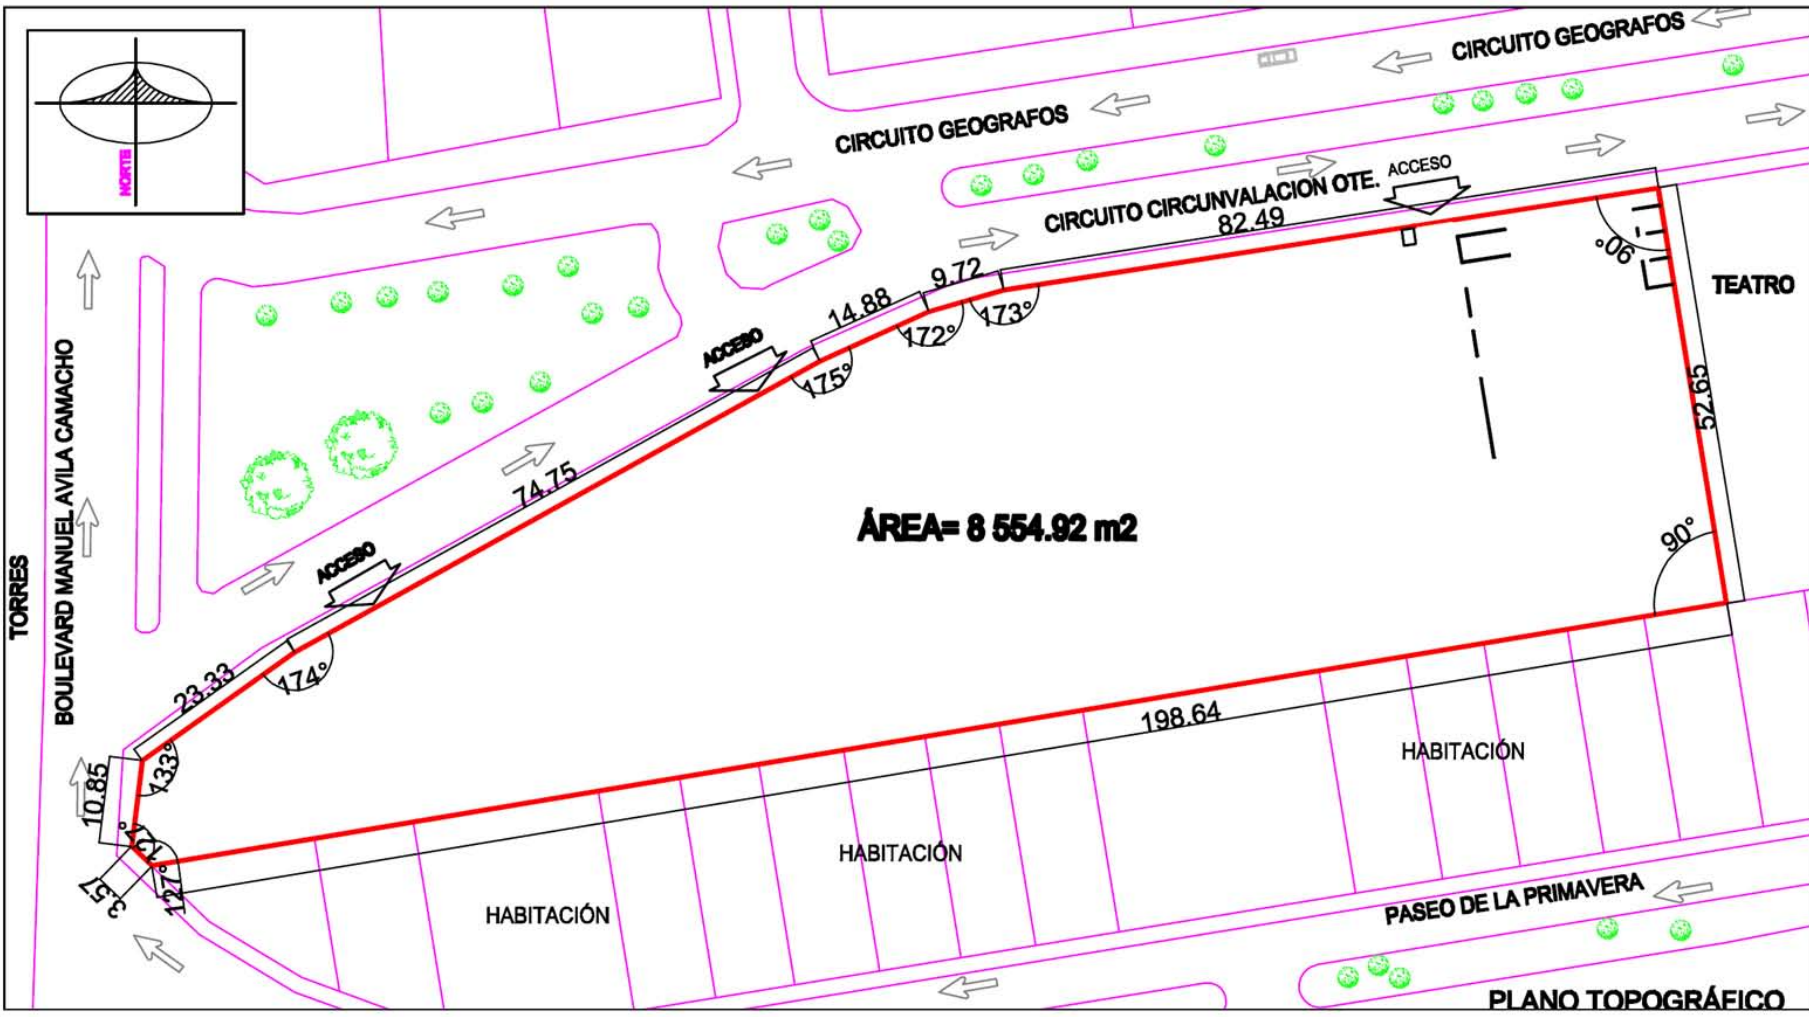 NORTE
CIRCUITO GEOGRAFOS
CIRCUITO GEOGRAFOS
CIRCUITO CIRCUNVALACION OTE.
ACCESO
82.49
90°
TEATRO
9.72
14.88
173°
172°
175°
ACCESO
74.75
52.65
ÁREA= 8 554.92 m2
90°
ACCESO
TORRES
BOULEVARD MANUEL AVILA CAMACHO
23.33
174°
133°
10.85
127°
3.57
127°
198.64
HABITACIÓN
HABITACIÓN
HABITACIÓN
PASEO DE LA PRIMAVERA
PLANO TOPOGRÁFICO